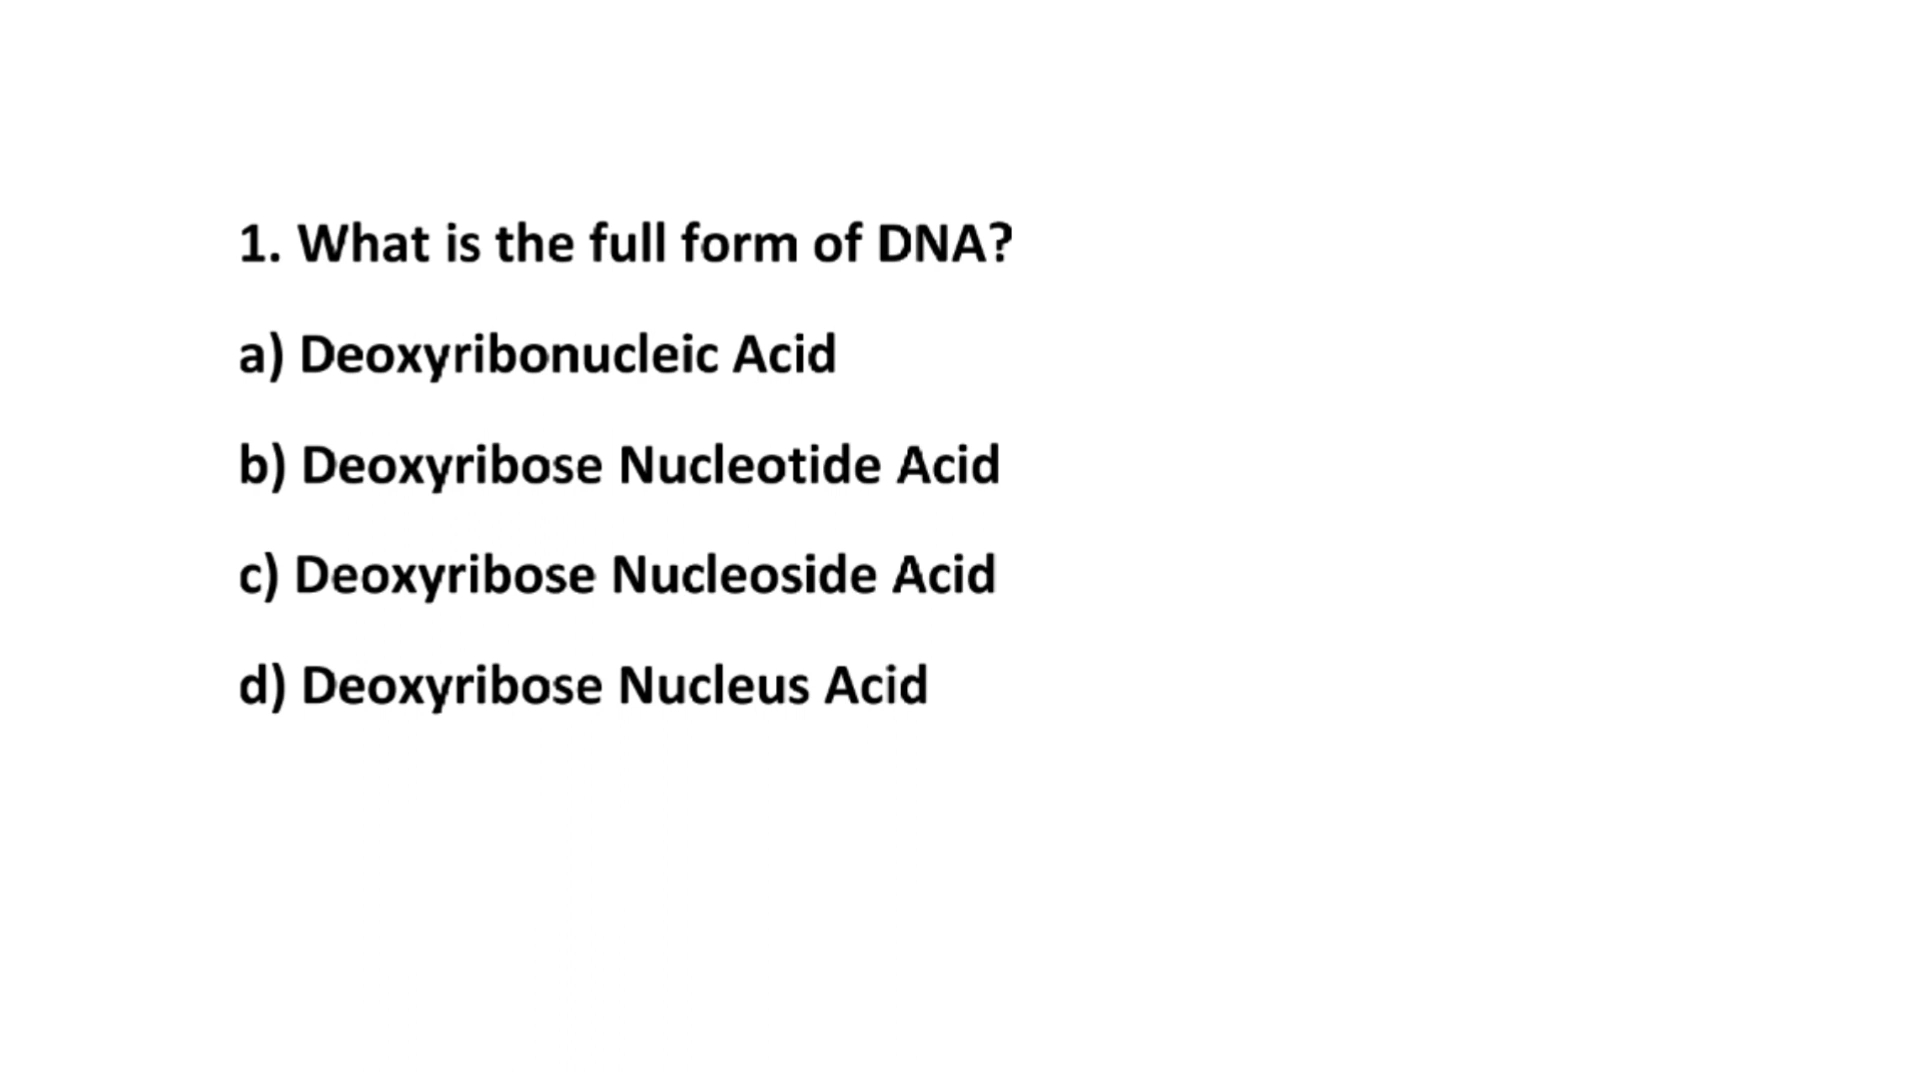 1. What is the full form of DNA?
a) Deoxyribonucleic Acid
b) Deoxyribose Nucleotide Acid
c) Deoxyribose Nucleoside Acid
d) Deoxyribose Nucleus Acid